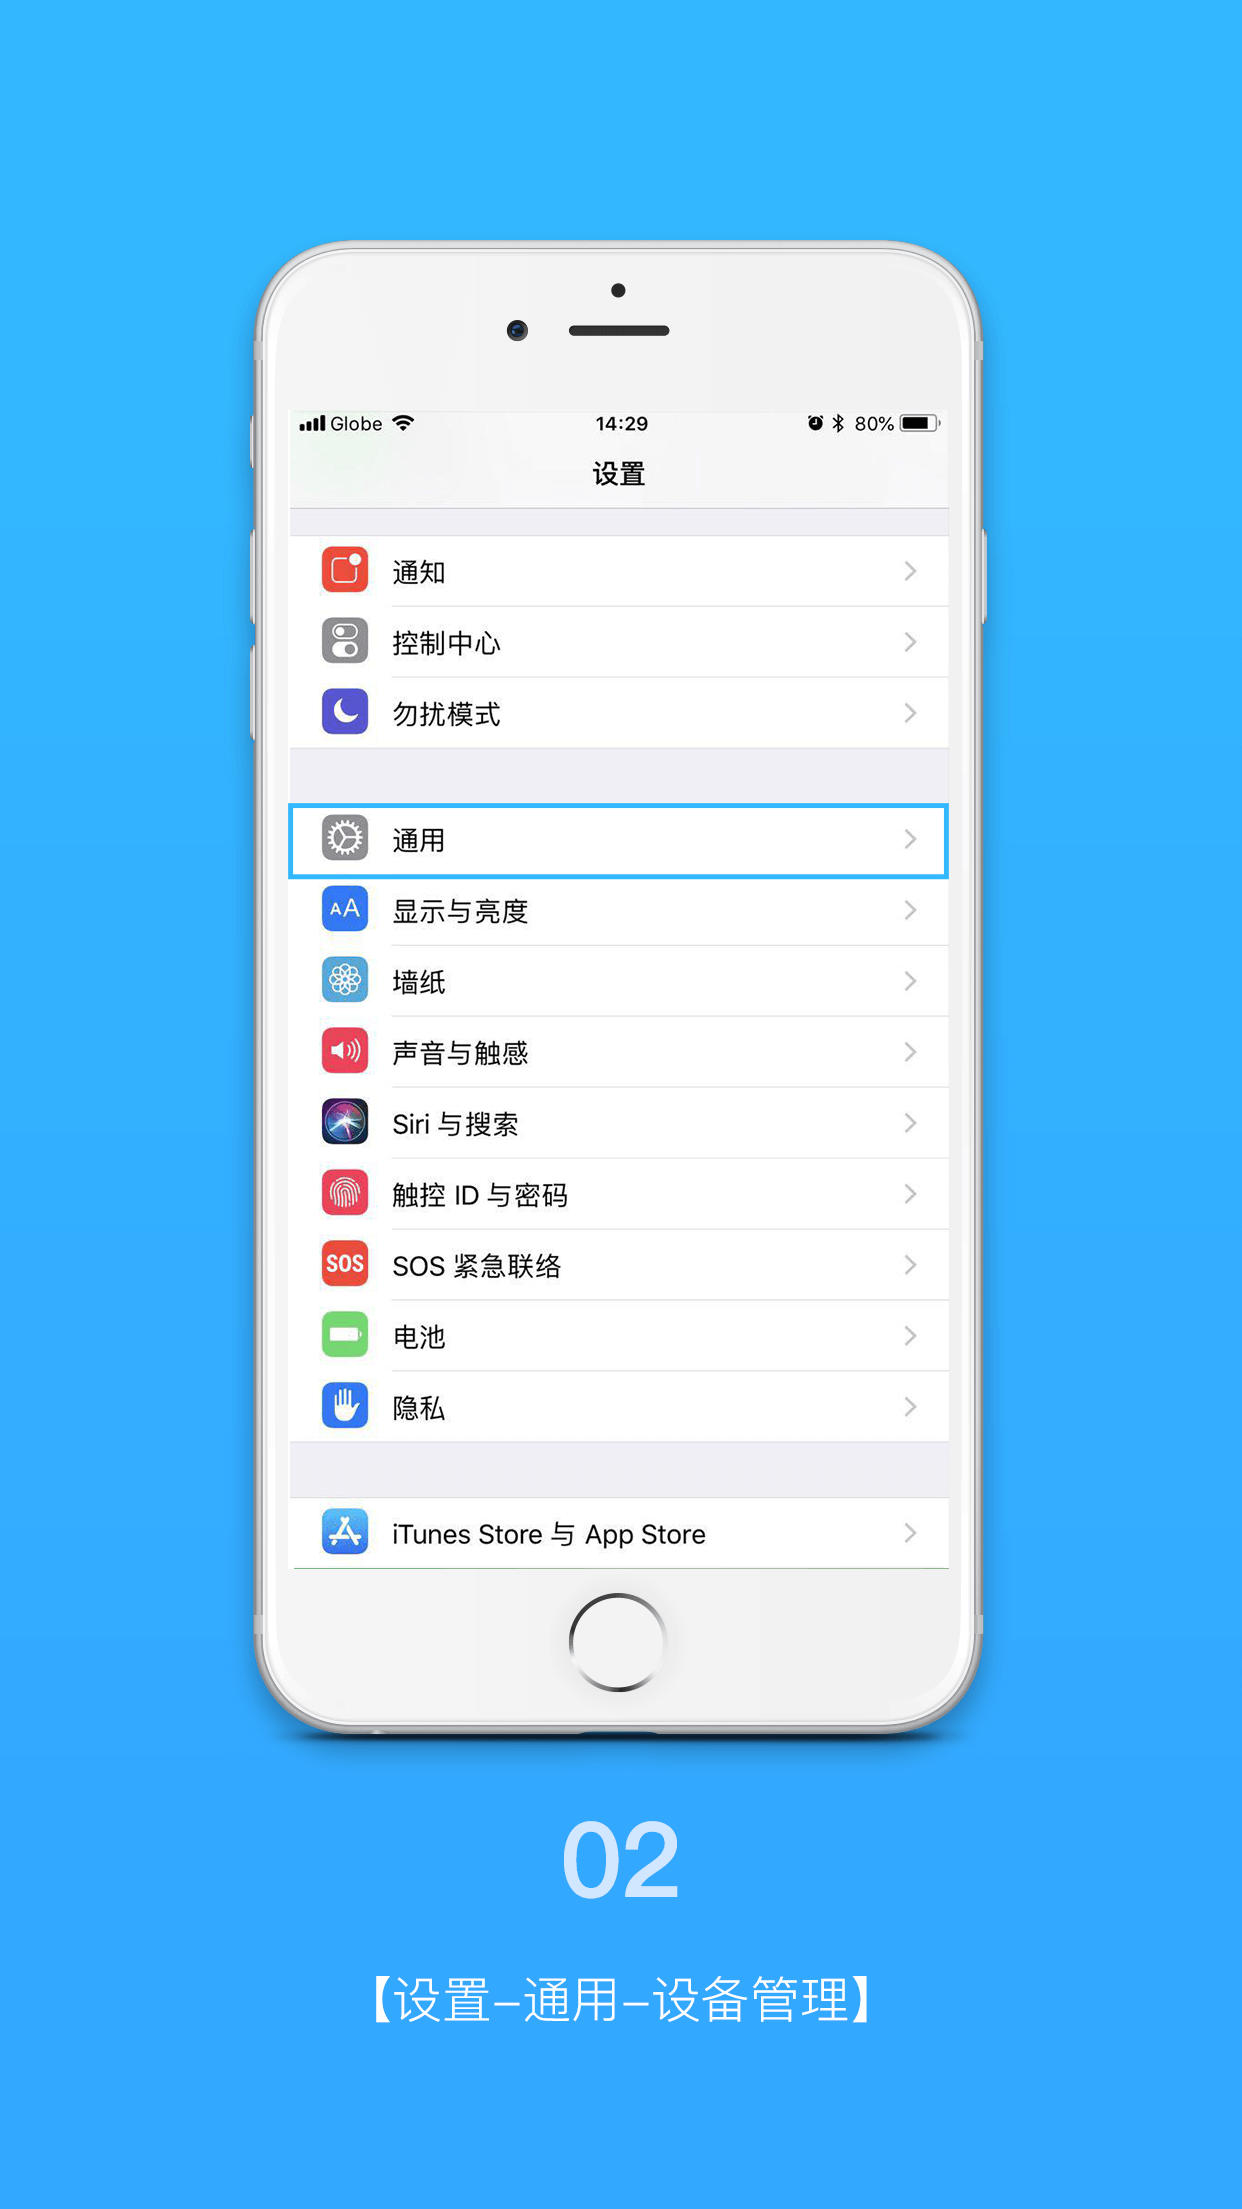 Globe 14:29 80%
设置
通知
控制中心
勿扰模式
通用
AA 显示与亮度
墙纸
声音与触感
Siri 与搜索
触控 ID 与密码
SOS SOS 紧急联络
电池
隐私
iTunes Store 与 App Store
02
【设置–通用–设备管理】